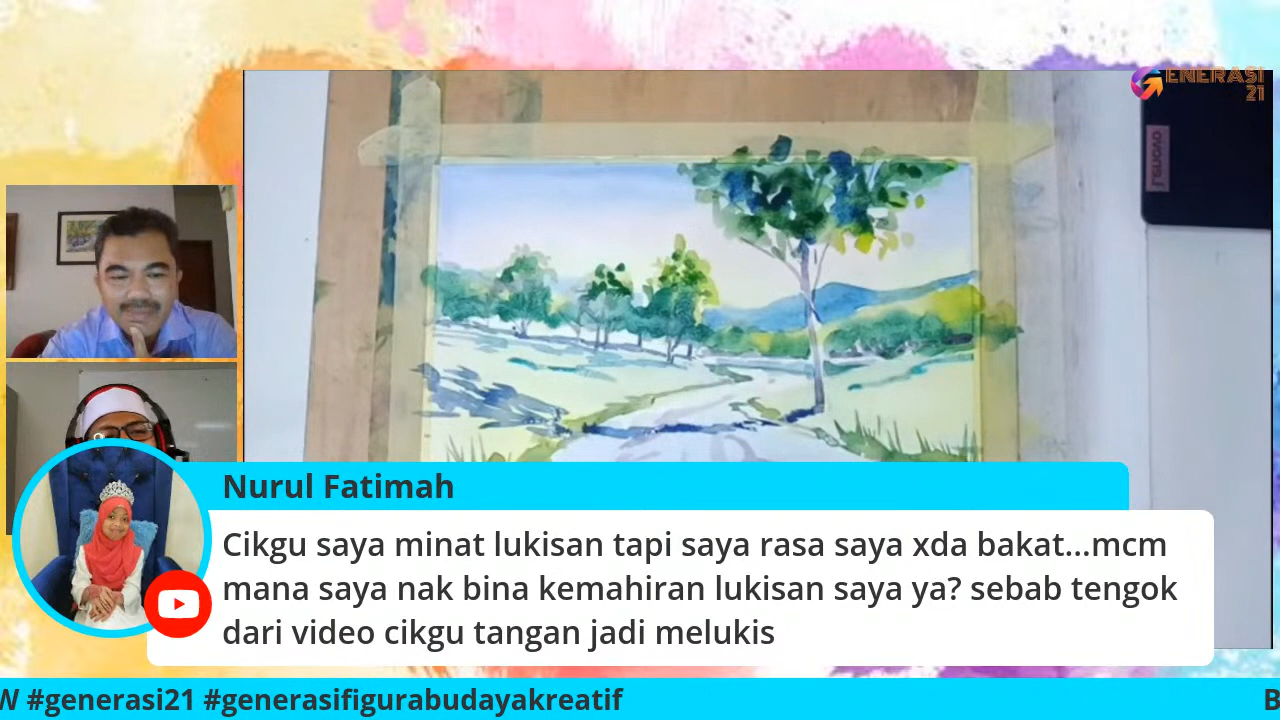 GENERASI
21
Lenovo
Nurul Fatimah
Cikgu saya minat lukisan tapi saya rasa saya xda bakat...mcm
mana saya nak bina kemahiran lukisan saya ya? sebab tengok
dari video cikgu tangan jadi melukis
W #generasi21 #generasifigurabudayakreatif
B